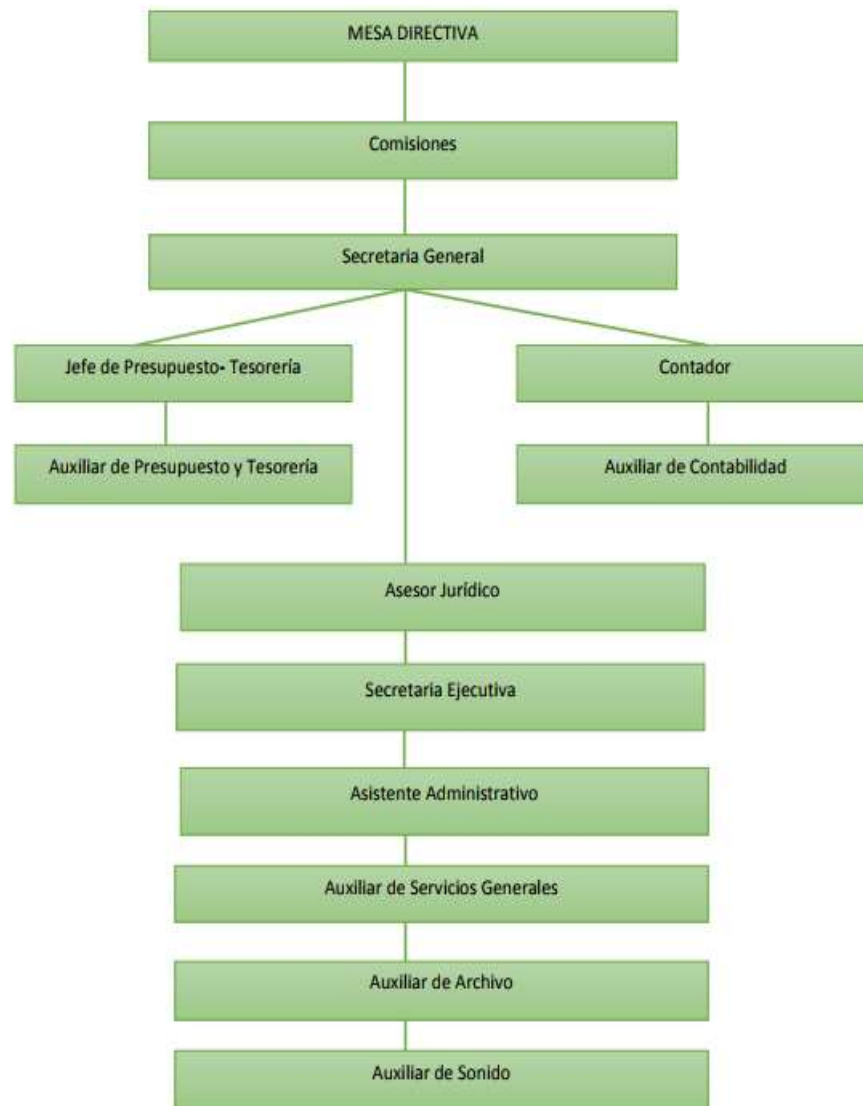 MESA DIRECTIVA
Comisiones
Secretaria General
Jefe de Presupuesto- Tesorería
Contador
Auxiliar de Presupuesto y Tesorería
Auxiliar de Contabilidad
Asesor Jurídico
Secretaria Ejecutiva
Asistente Administrativo
Auxiliar de Servicios Generales
Auxiliar de Archivo
Auxiliar de Sonido